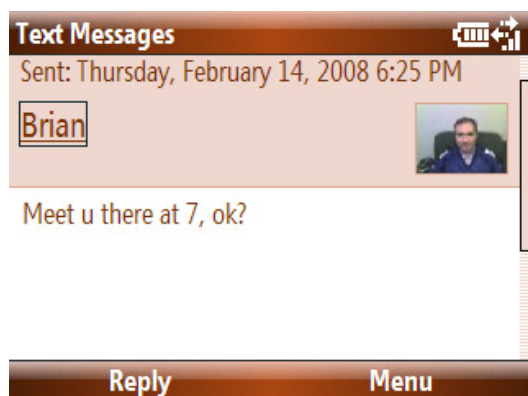 Text Messages
Sent: Thursday, February 14, 2008 6:25 PM
Brian
Meet u there at 7, ok?
Reply Menu